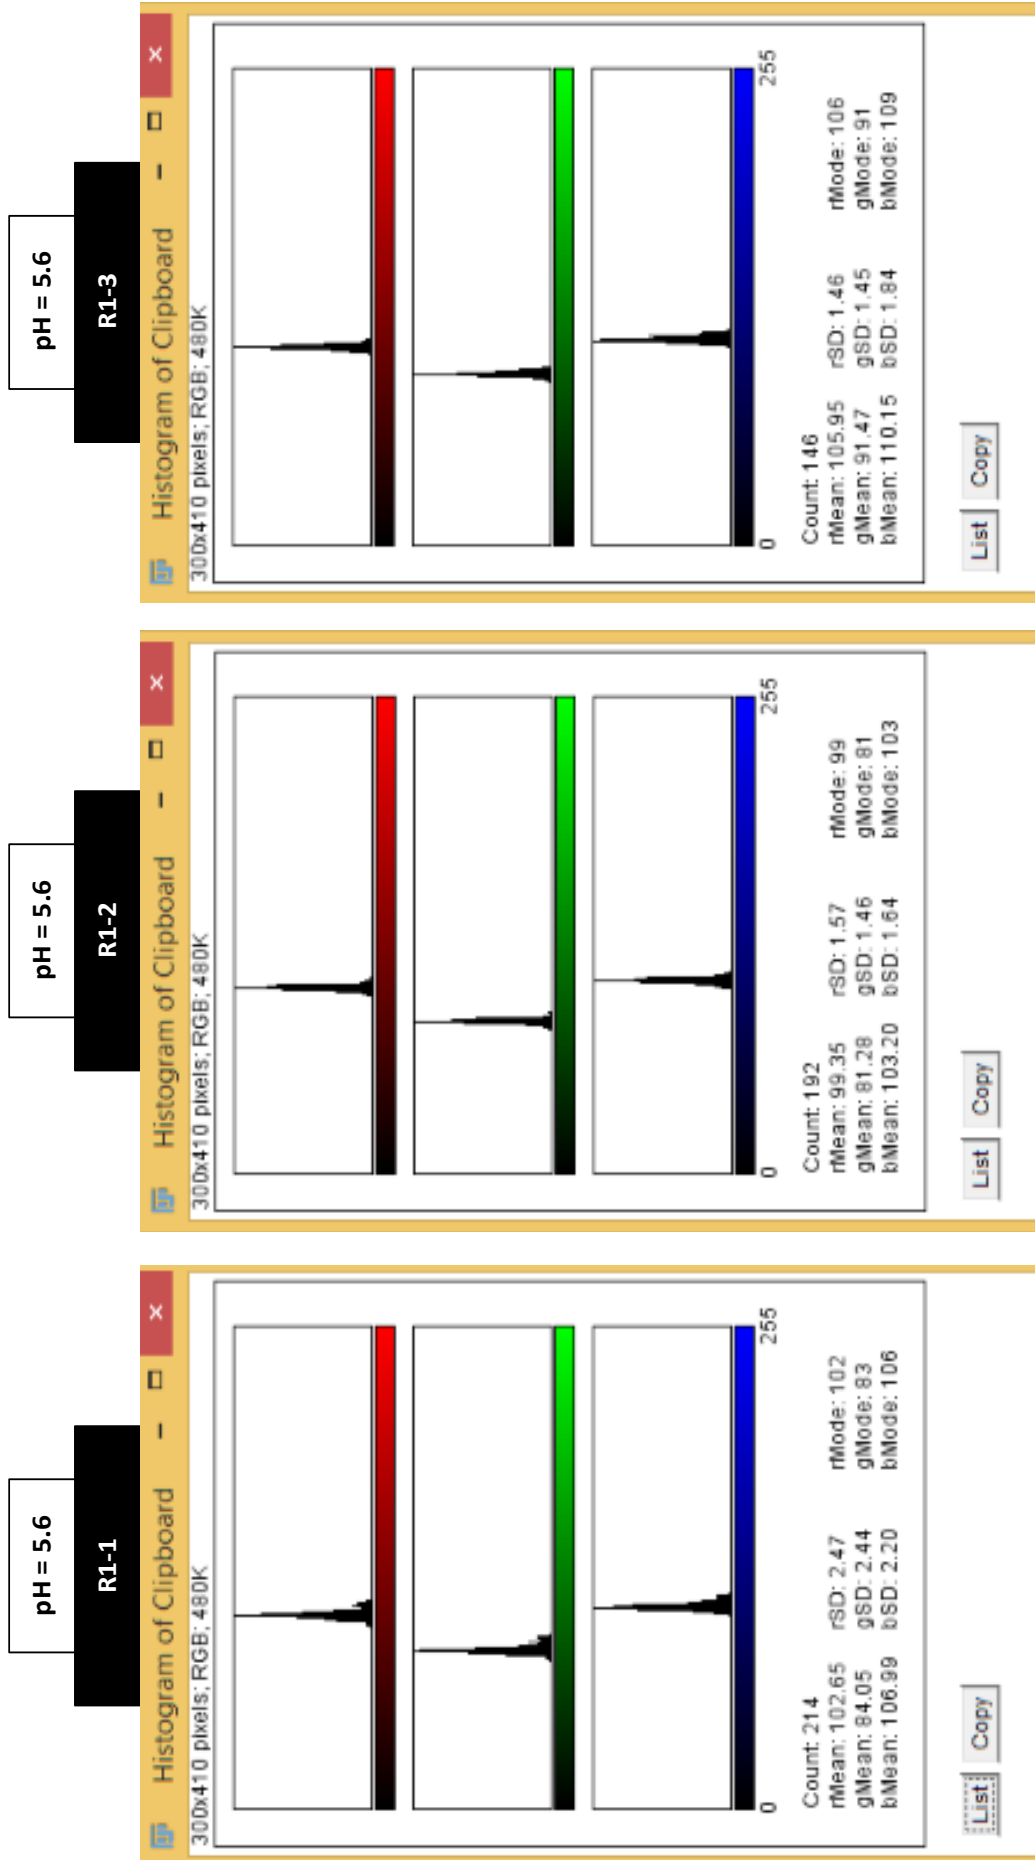 pH = 5.6
R1-1
Histogram of Clipboard
300x410 pixels; RGB; 480K
0 255
Count: 214
rMean: 102.65 rSD: 2.47 rMode: 102
gMean: 84.05 gSD: 2.44 gMode: 83
bMean: 106.99 bSD: 2.20 bMode: 106
List Copy
pH = 5.6
R1-2
Histogram of Clipboard
300x410 pixels; RGB; 480K
0 255
Count: 192
rMean: 99.35 rSD: 1.57 rMode: 99
gMean: 81.28 gSD: 1.46 gMode: 81
bMean: 103.20 bSD: 1.64 bMode: 103
List Copy
pH = 5.6
R1-3
Histogram of Clipboard
300x410 pixels; RGB; 480K
0 255
Count: 146
rMean: 105.95 rSD: 1.46 rMode: 106
gMean: 91.47 gSD: 1.45 gMode: 91
bMean: 110.15 bSD: 1.84 bMode: 109
List Copy